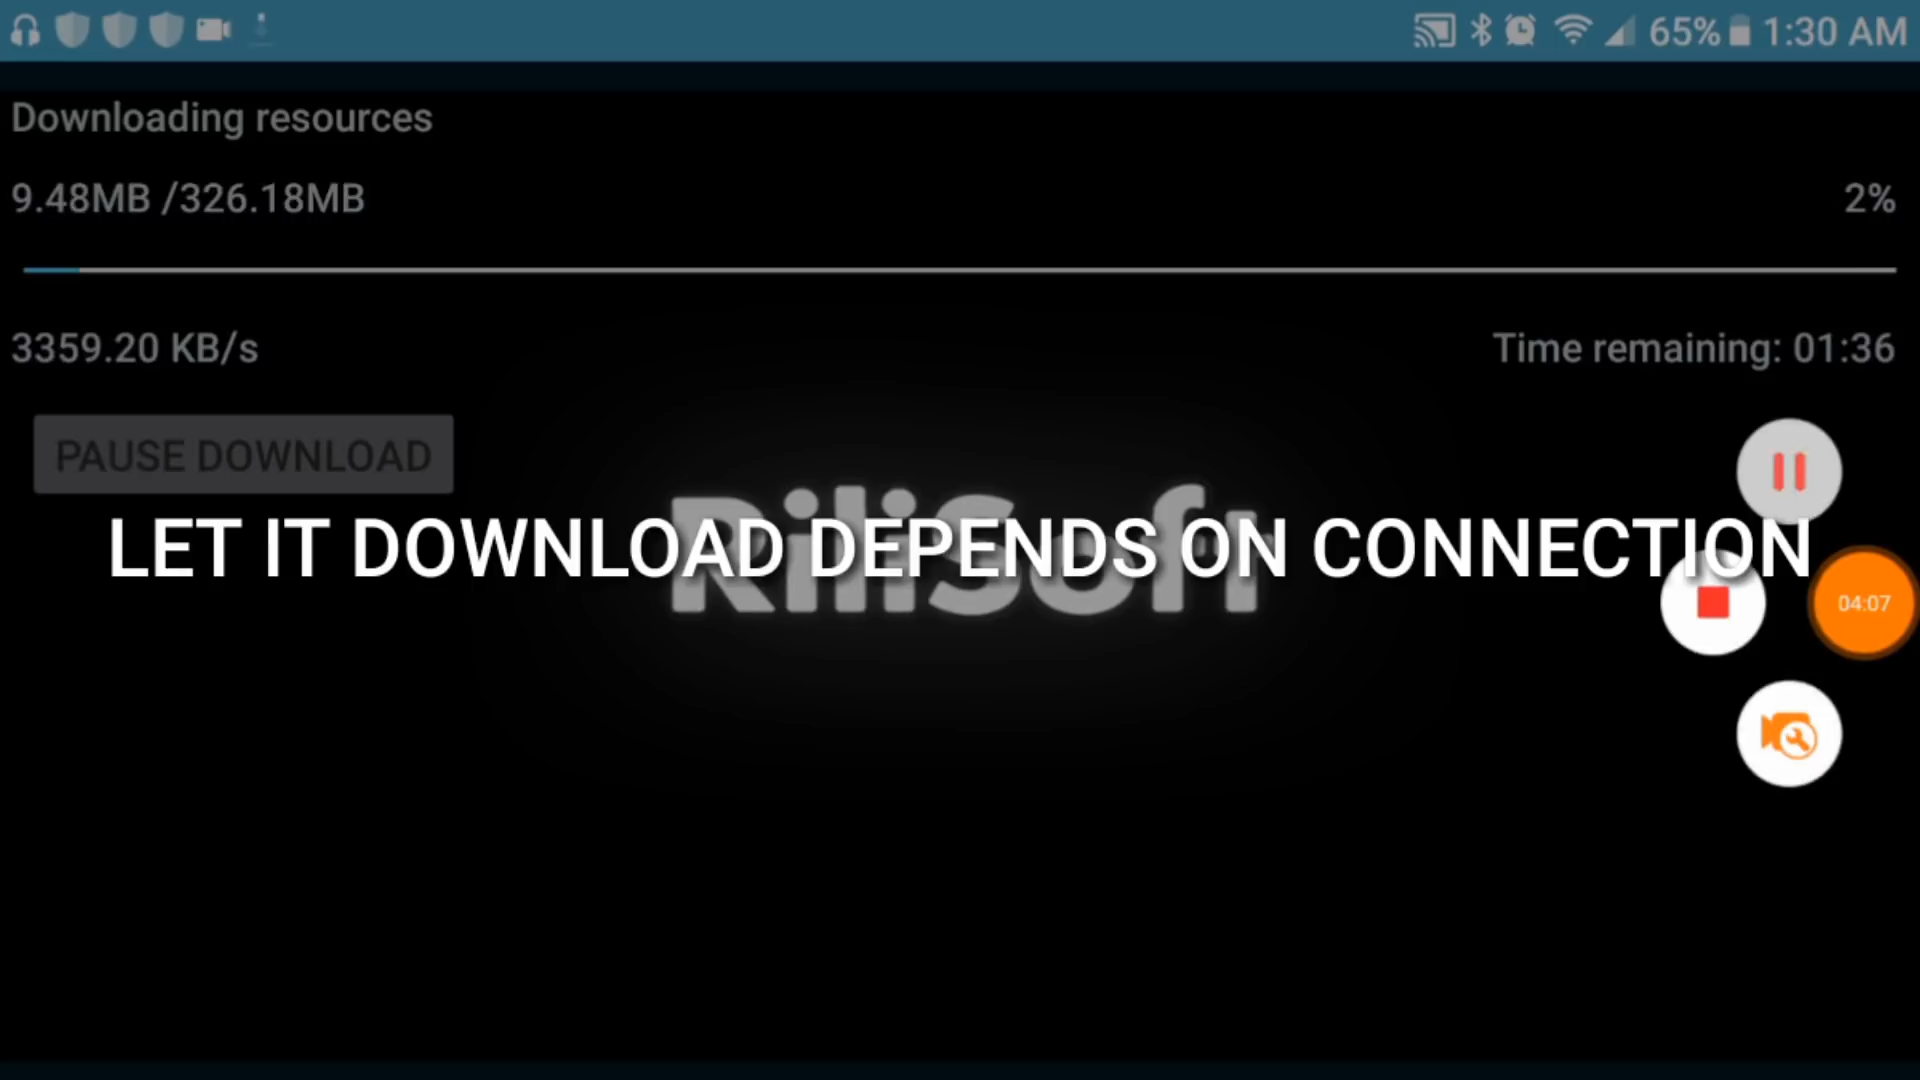 65% 1:30 AM
Downloading resources
9.48MB /326.18MB 2%
3359.20 KB/s Time remaining: 01:36
PAUSE DOWNLOAD
RiliSoft
LET IT DOWNLOAD DEPENDS ON CONNECTION
04:07